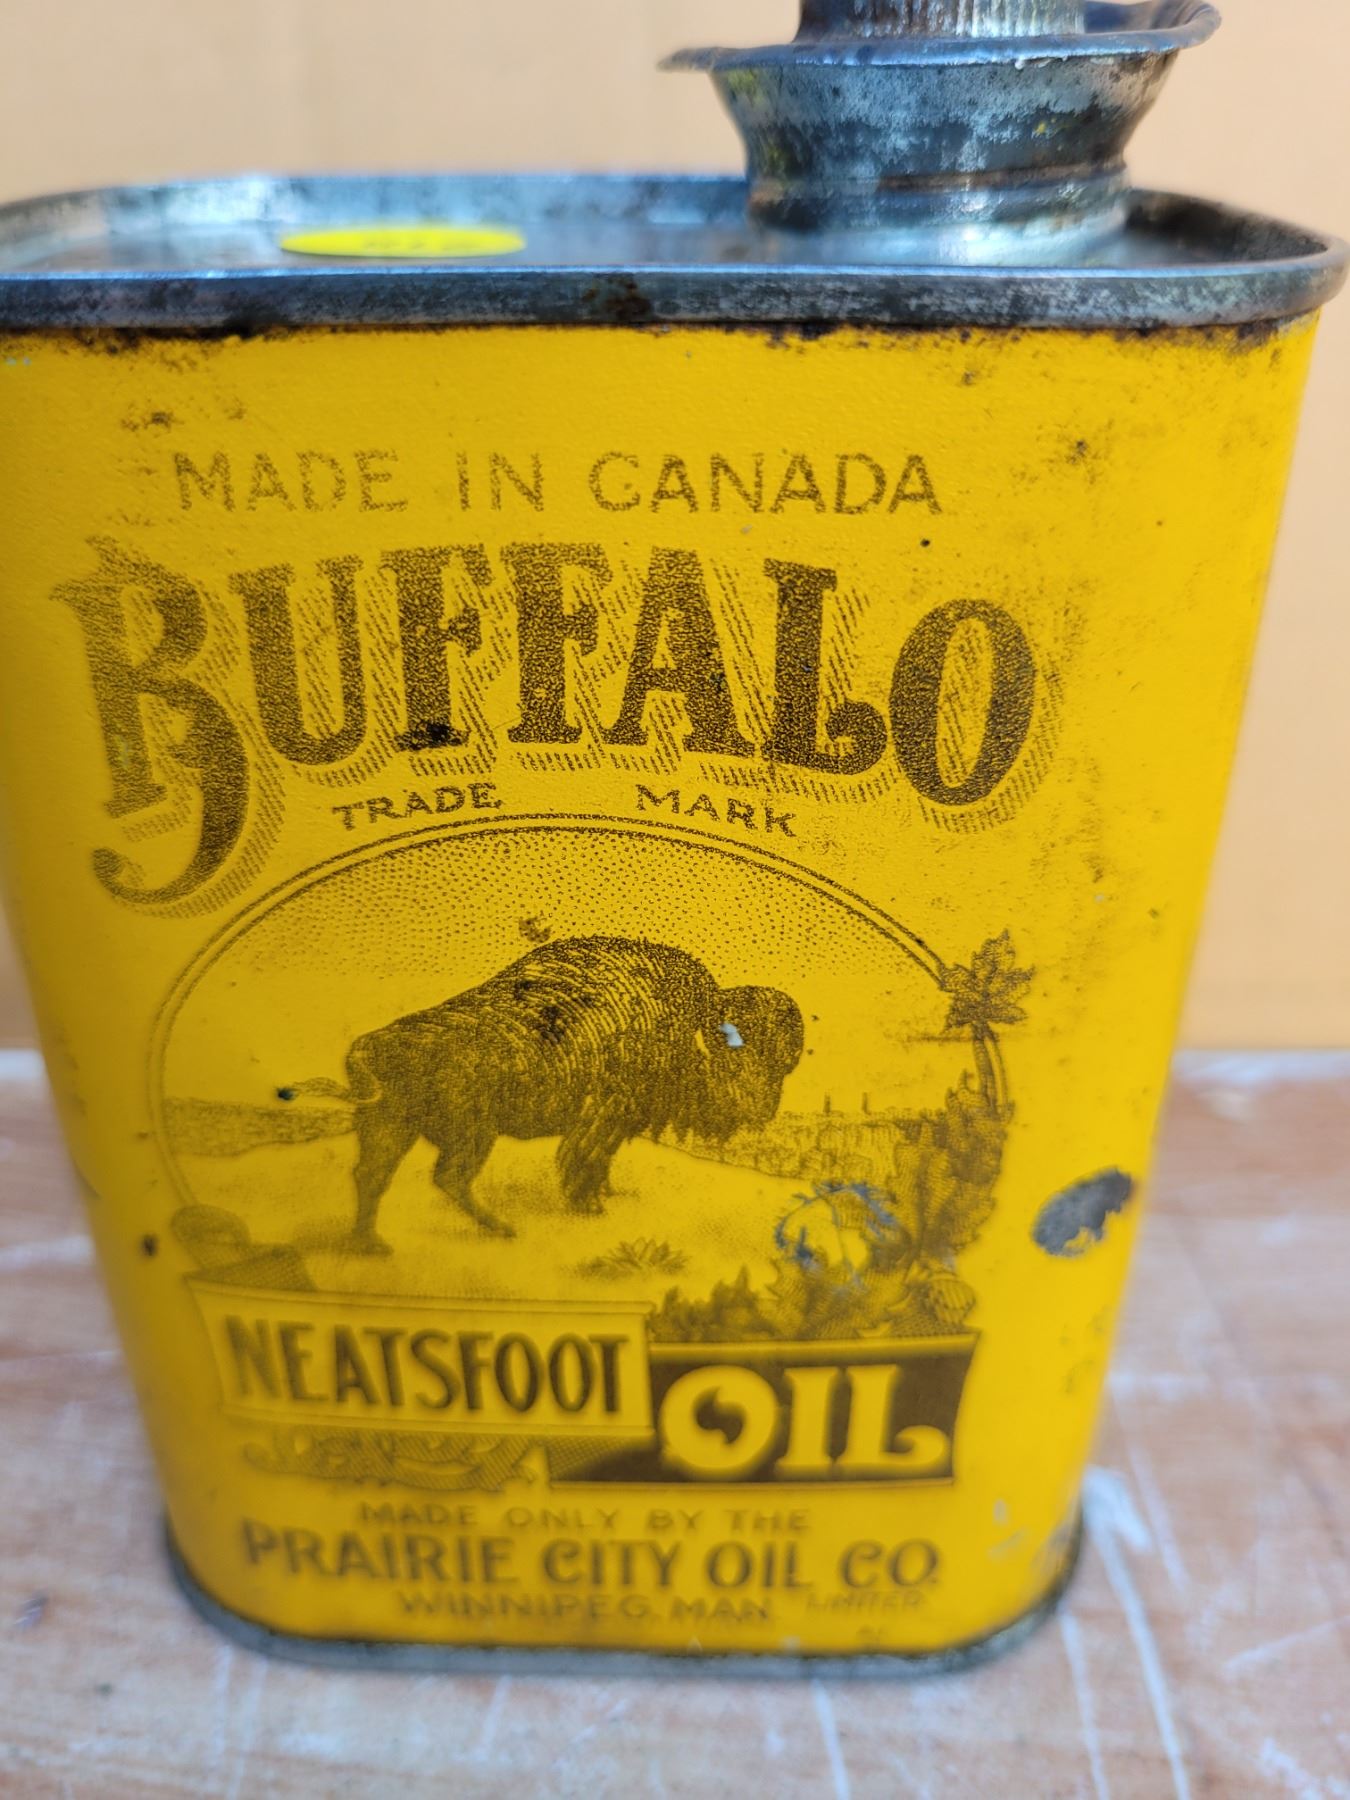 MADE IN CANADA
BUFFALO
TRADE MARK
NEATSFOOT OIL
MADE ONLY BY THE
PRAIRIE CITY OIL CO.
WINNIPEG, MAN. LIMITED